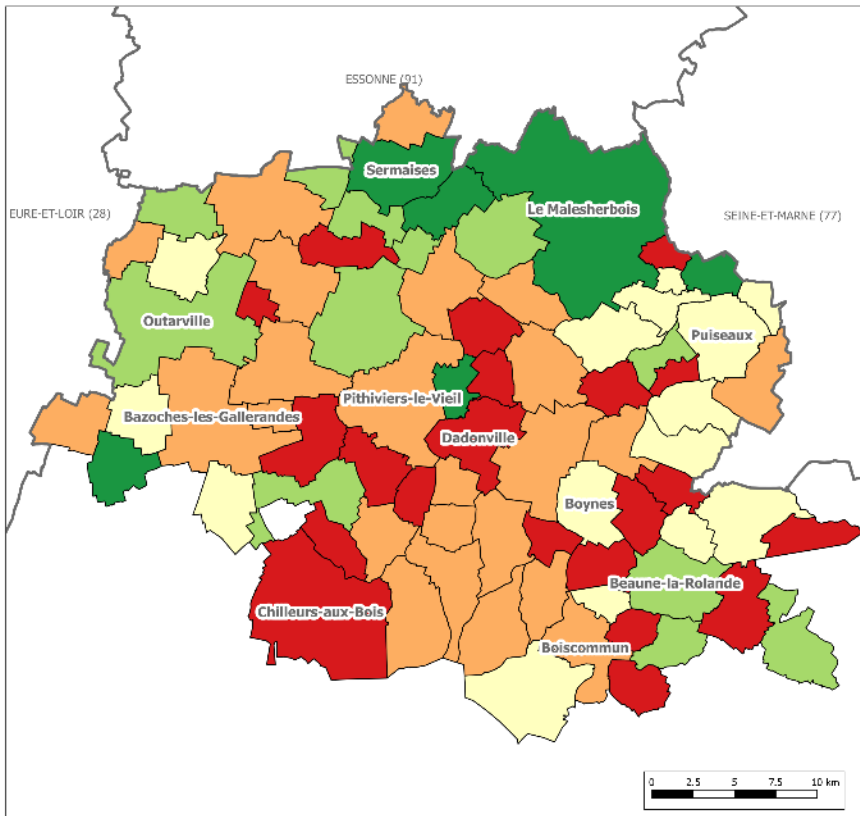 ESSONNE (91)
Sermaises
EURE-ET-LOIR (28)
Le Malesherbois
SEINE-ET-MARNE (77)
Outarville
Puiseaux
Pithiviers-le-Vieil
Bazoches-les-Gallerandes
Dadonville
Boynes
Beaune-la-Rolande
Chilleurs-aux-Bois
Boiscommun
0 2.5 5 7.5 10 km